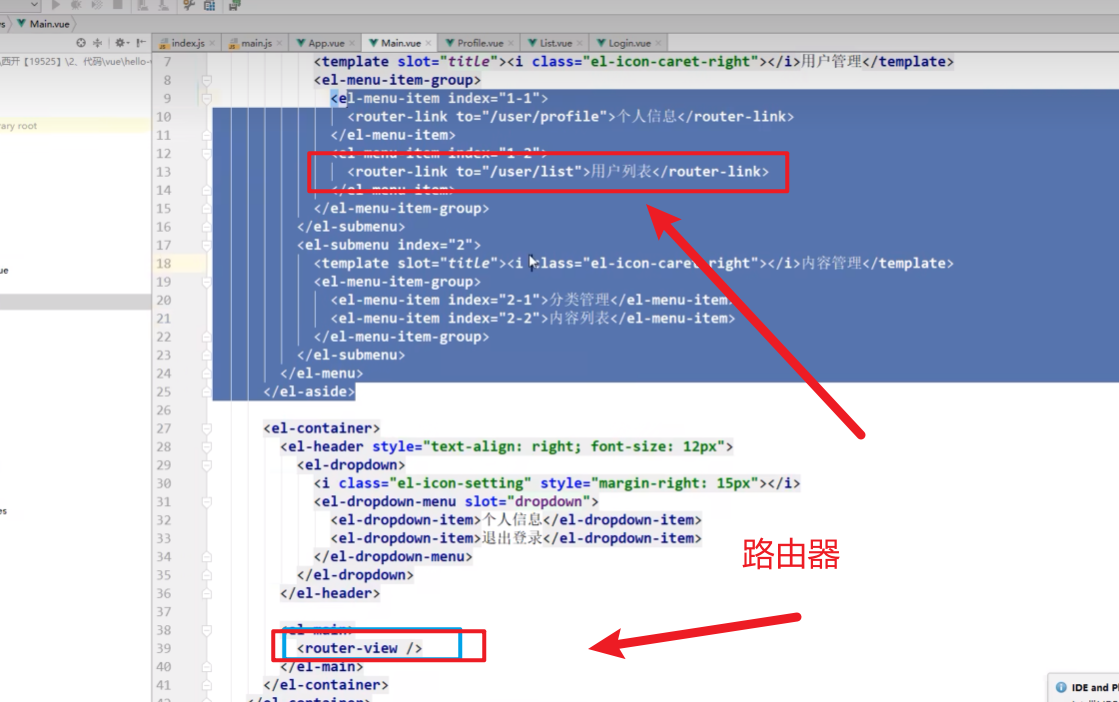 Main.vue
index.js
main.js
App.vue
Main.vue
Profile.vue
List.vue
Login.vue
西开【19525】\2、代码\vue\hello-
7 <template slot="title"><i class="el-icon-caret-right"></i>用户管理</template>
8 <el-menu-item-group>
9 <el-menu-item index="1-1">
ary root
10 <router-link to="/user/profile">个人信息</router-link>
11 </el-menu-item>
12 <el-menu-item index="1-2">
13 <router-link to="/user/list">用户列表</router-link>
14 </el-menu-item>
15 </el-menu-item-group>
16 </el-submenu>
17 <el-submenu index="2">
ue
18 <template slot="title"><i class="el-icon-caret-right"></i>内容管理</template>
19 <el-menu-item-group>
20 <el-menu-item index="2-1">分类管理</el-menu-item>
21 <el-menu-item index="2-2">内容列表</el-menu-item>
22 </el-menu-item-group>
23 </el-submenu>
24 </el-menu>
25 </el-aside>
26
27 <el-container>
28 <el-header style="text-align: right; font-size: 12px">
29 <el-dropdown>
30 <i class="el-icon-setting" style="margin-right: 15px"></i>
31 <el-dropdown-menu slot="dropdown">
es
32 <el-dropdown-item>个人信息</el-dropdown-item>
33 <el-dropdown-item>退出登录</el-dropdown-item>
34 </el-dropdown-menu>
路由器
35 </el-dropdown>
36 </el-header>
37
38 <el-main>
39 <router-view />
40 </el-main>
41 </el-container>
42 </el-container>
IDE and Pl